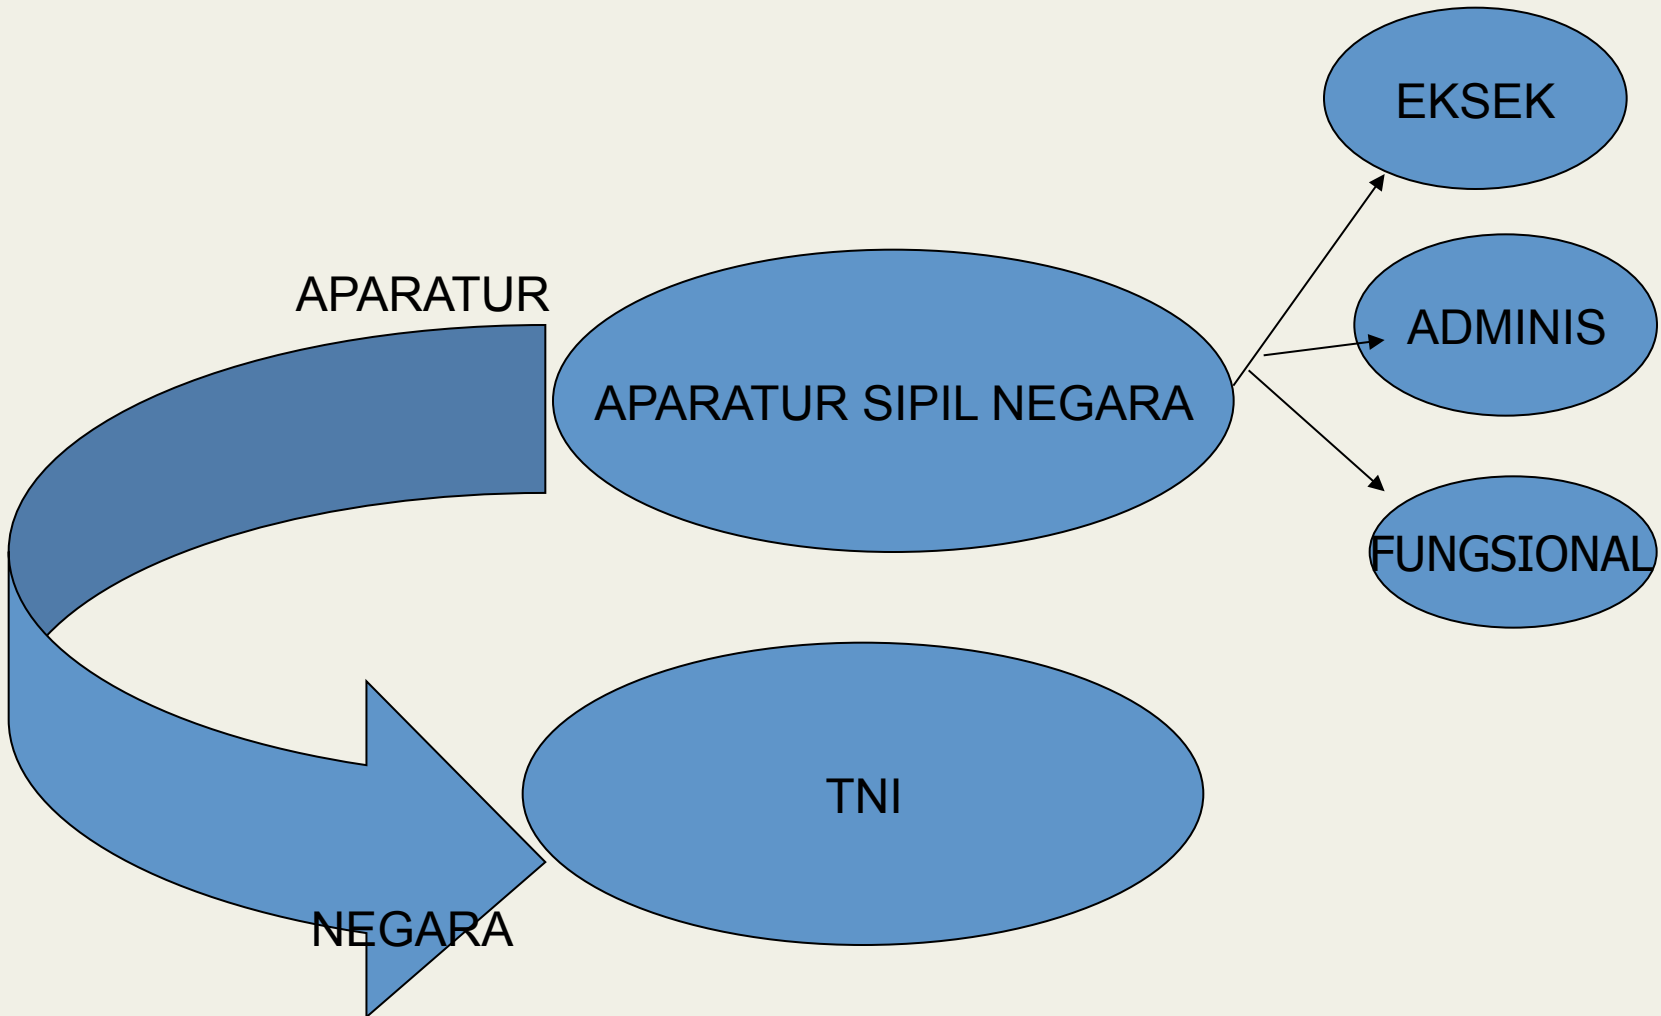 EKSEK
APARATUR
ADMINIS
APARATUR SIPIL NEGARA
FUNGSIONAL
TNI
NEGARA